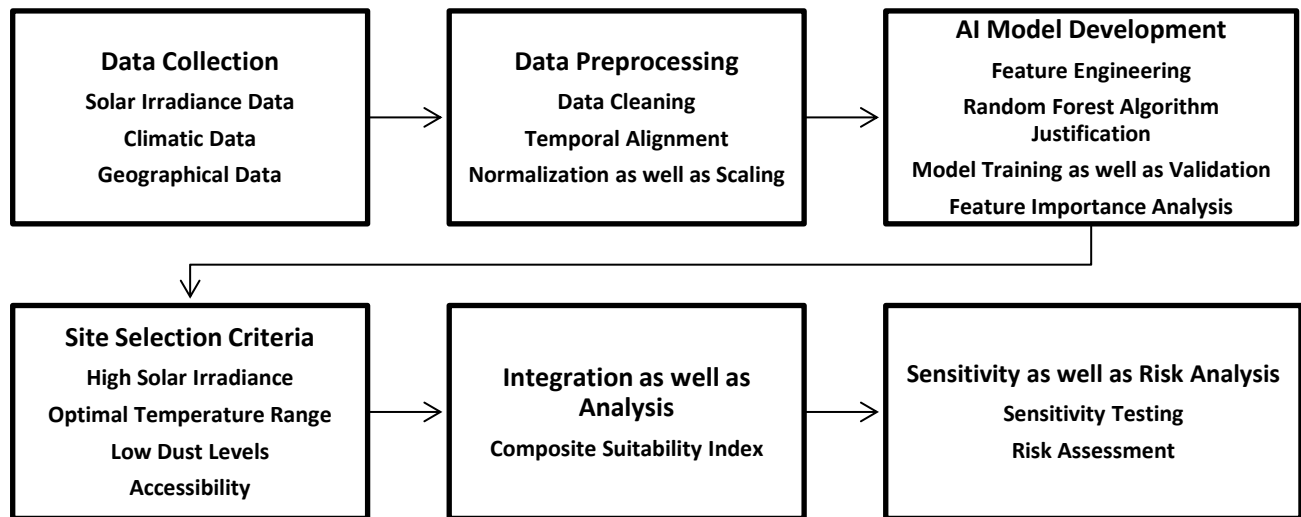 Data Collection
Solar Irradiance Data
Climatic Data
Geographical Data
Data Preprocessing
Data Cleaning
Temporal Alignment
Normalization as well as Scaling
AI Model Development
Feature Engineering
Random Forest Algorithm
Justification
Model Training as well as Validation
Feature Importance Analysis
Site Selection Criteria
High Solar Irradiance
Optimal Temperature Range
Low Dust Levels
Accessibility
Integration as well as
Analysis
Composite Suitability Index
Sensitivity as well as Risk Analysis
Sensitivity Testing
Risk Assessment